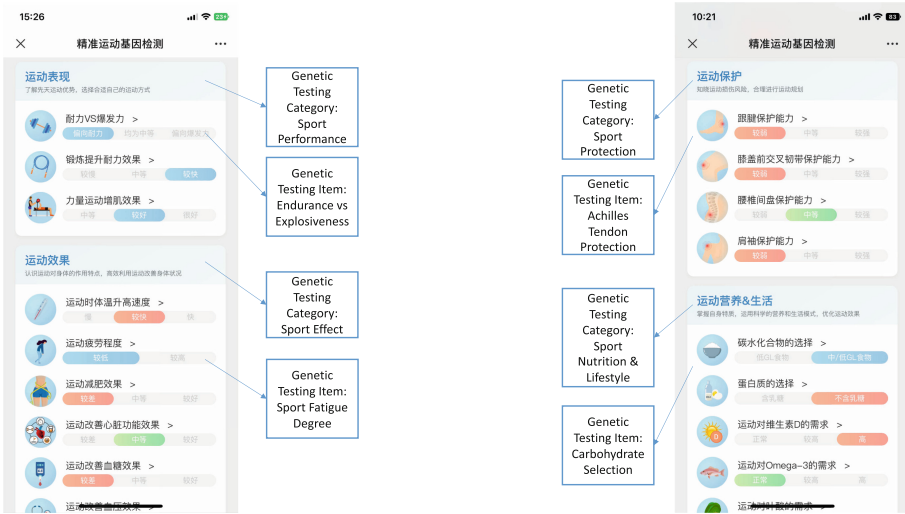 15:26
23+
精准运动基因检测
运动表现
了解先天运动优势、选择合适自己的运动方式
耐力VS爆发力 >
偏向耐力 均为中等 偏向爆发力
锻炼提升耐力效果 >
较慢 中等 较快
力量运动增肌效果 >
中等 较好 很好
运动效果
认识运动对身体的作用特点，高效利用运动改善身体状况
运动时体温升高速度 >
慢 较快 快
运动疲劳程度 >
较低 较高
运动减肥效果 >
较差 中等 较好
运动改善心脏功能效果 >
较差 中等 较好
运动改善血糖效果 >
较差 中等 较好
运动改善血压效果 >
Genetic
Testing
Category:
Sport
Performance
Genetic
Testing Item:
Endurance vs
Explosiveness
Genetic
Testing
Category:
Sport Effect
Genetic
Testing Item:
Sport Fatigue
Degree
Genetic
Testing
Category:
Sport
Protection
Genetic
Testing Item:
Achilles
Tendon
Protection
Genetic
Testing
Category:
Sport
Nutrition &
Lifestyle
Genetic
Testing Item:
Carbohydrate
Selection
10:21
83
精准运动基因检测
运动保护
知晓运动损伤风险，合理进行运动规划
跟腱保护能力 >
较弱 中等 较强
膝盖前交叉韧带保护能力 >
较弱 中等 较强
腰椎间盘保护能力 >
较弱 中等 较强
肩袖保护能力 >
较弱 中等 较强
运动营养&生活
掌握自身特质，运用科学的营养和生活模式，优化运动效果
碳水化合物的选择 >
低GL食物 中/低GL食物
蛋白质的选择 >
含乳糖 不含乳糖
运动对维生素D的需求 >
正常 较高 高
运动对Omega-3的需求 >
正常 较高 高
运动对叶酸的需求 >